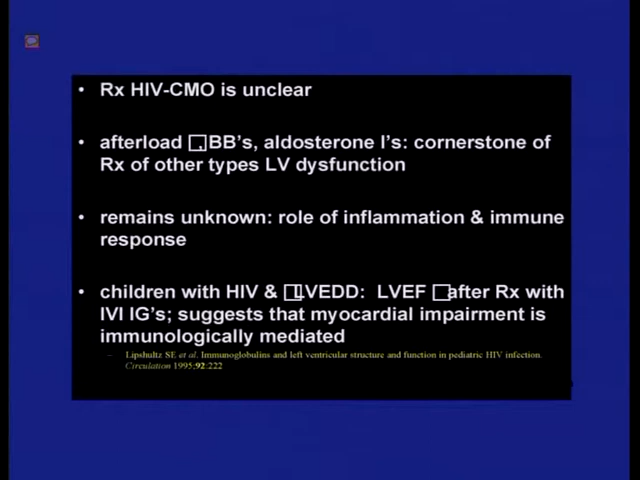 • Rx HIV-CMO is unclear
• afterload □, BB's, aldosterone I's: cornerstone of
Rx of other types LV dysfunction
• remains unknown: role of inflammation & immune
response
• children with HIV & □LVEDD: LVEF □after Rx with
IVI IG's; suggests that myocardial impairment is
immunologically mediated
– Lipshultz SE et al. Immunoglobulins and left ventricular structure and function in pediatric HIV infection.
Circulation 1995;92:222